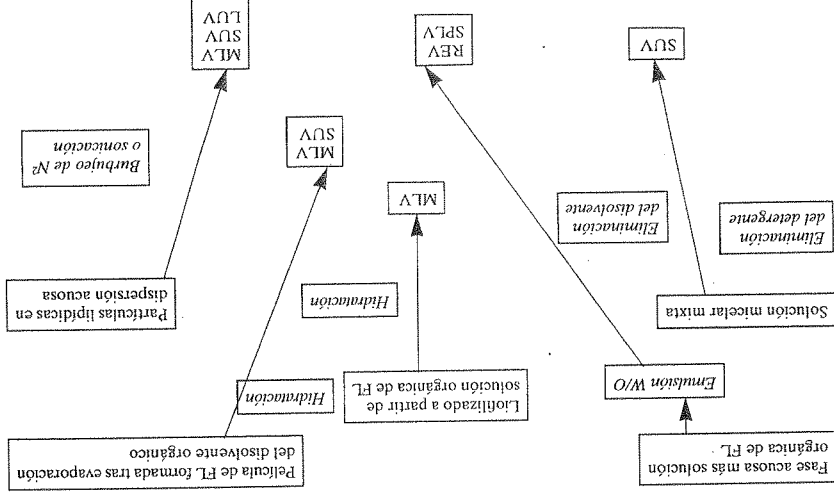 Fase acuosa más solución
orgánica de FL
Película de FL formada tras evaporación
del disolvente orgánico
Emulsión W/O
Liofilizado a partir de
solución orgánica de FL
Hidratación
Solución micelar mixta
Hidratación
Partículas lipídicas en
dispersión acuosa
Eliminación
del detergente
Eliminación
del disolvente
MLV
MLV
SUV
Burbujeo de N²
o sonicación
SUV
REV
SPLV
MLV
SUV
LUV